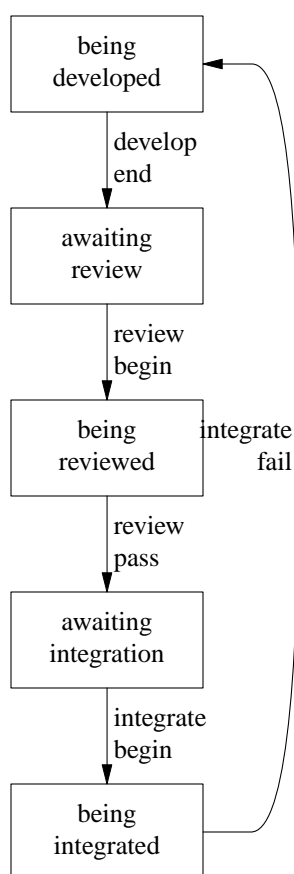 being
developed
develop
end
awaiting
review
review
begin
being
reviewed
integrate
fail
review
pass
awaiting
integration
integrate
begin
being
integrated